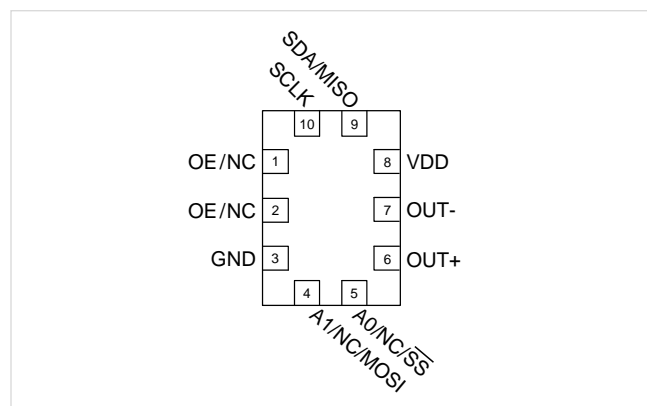 SDA/MISO
SCLK
10 9
OE/NC 1 8 VDD
OE/NC 2 7 OUT-
GND 3 6 OUT+
4 5
A1/NC/MOSI
A0/NC/S̅S̅